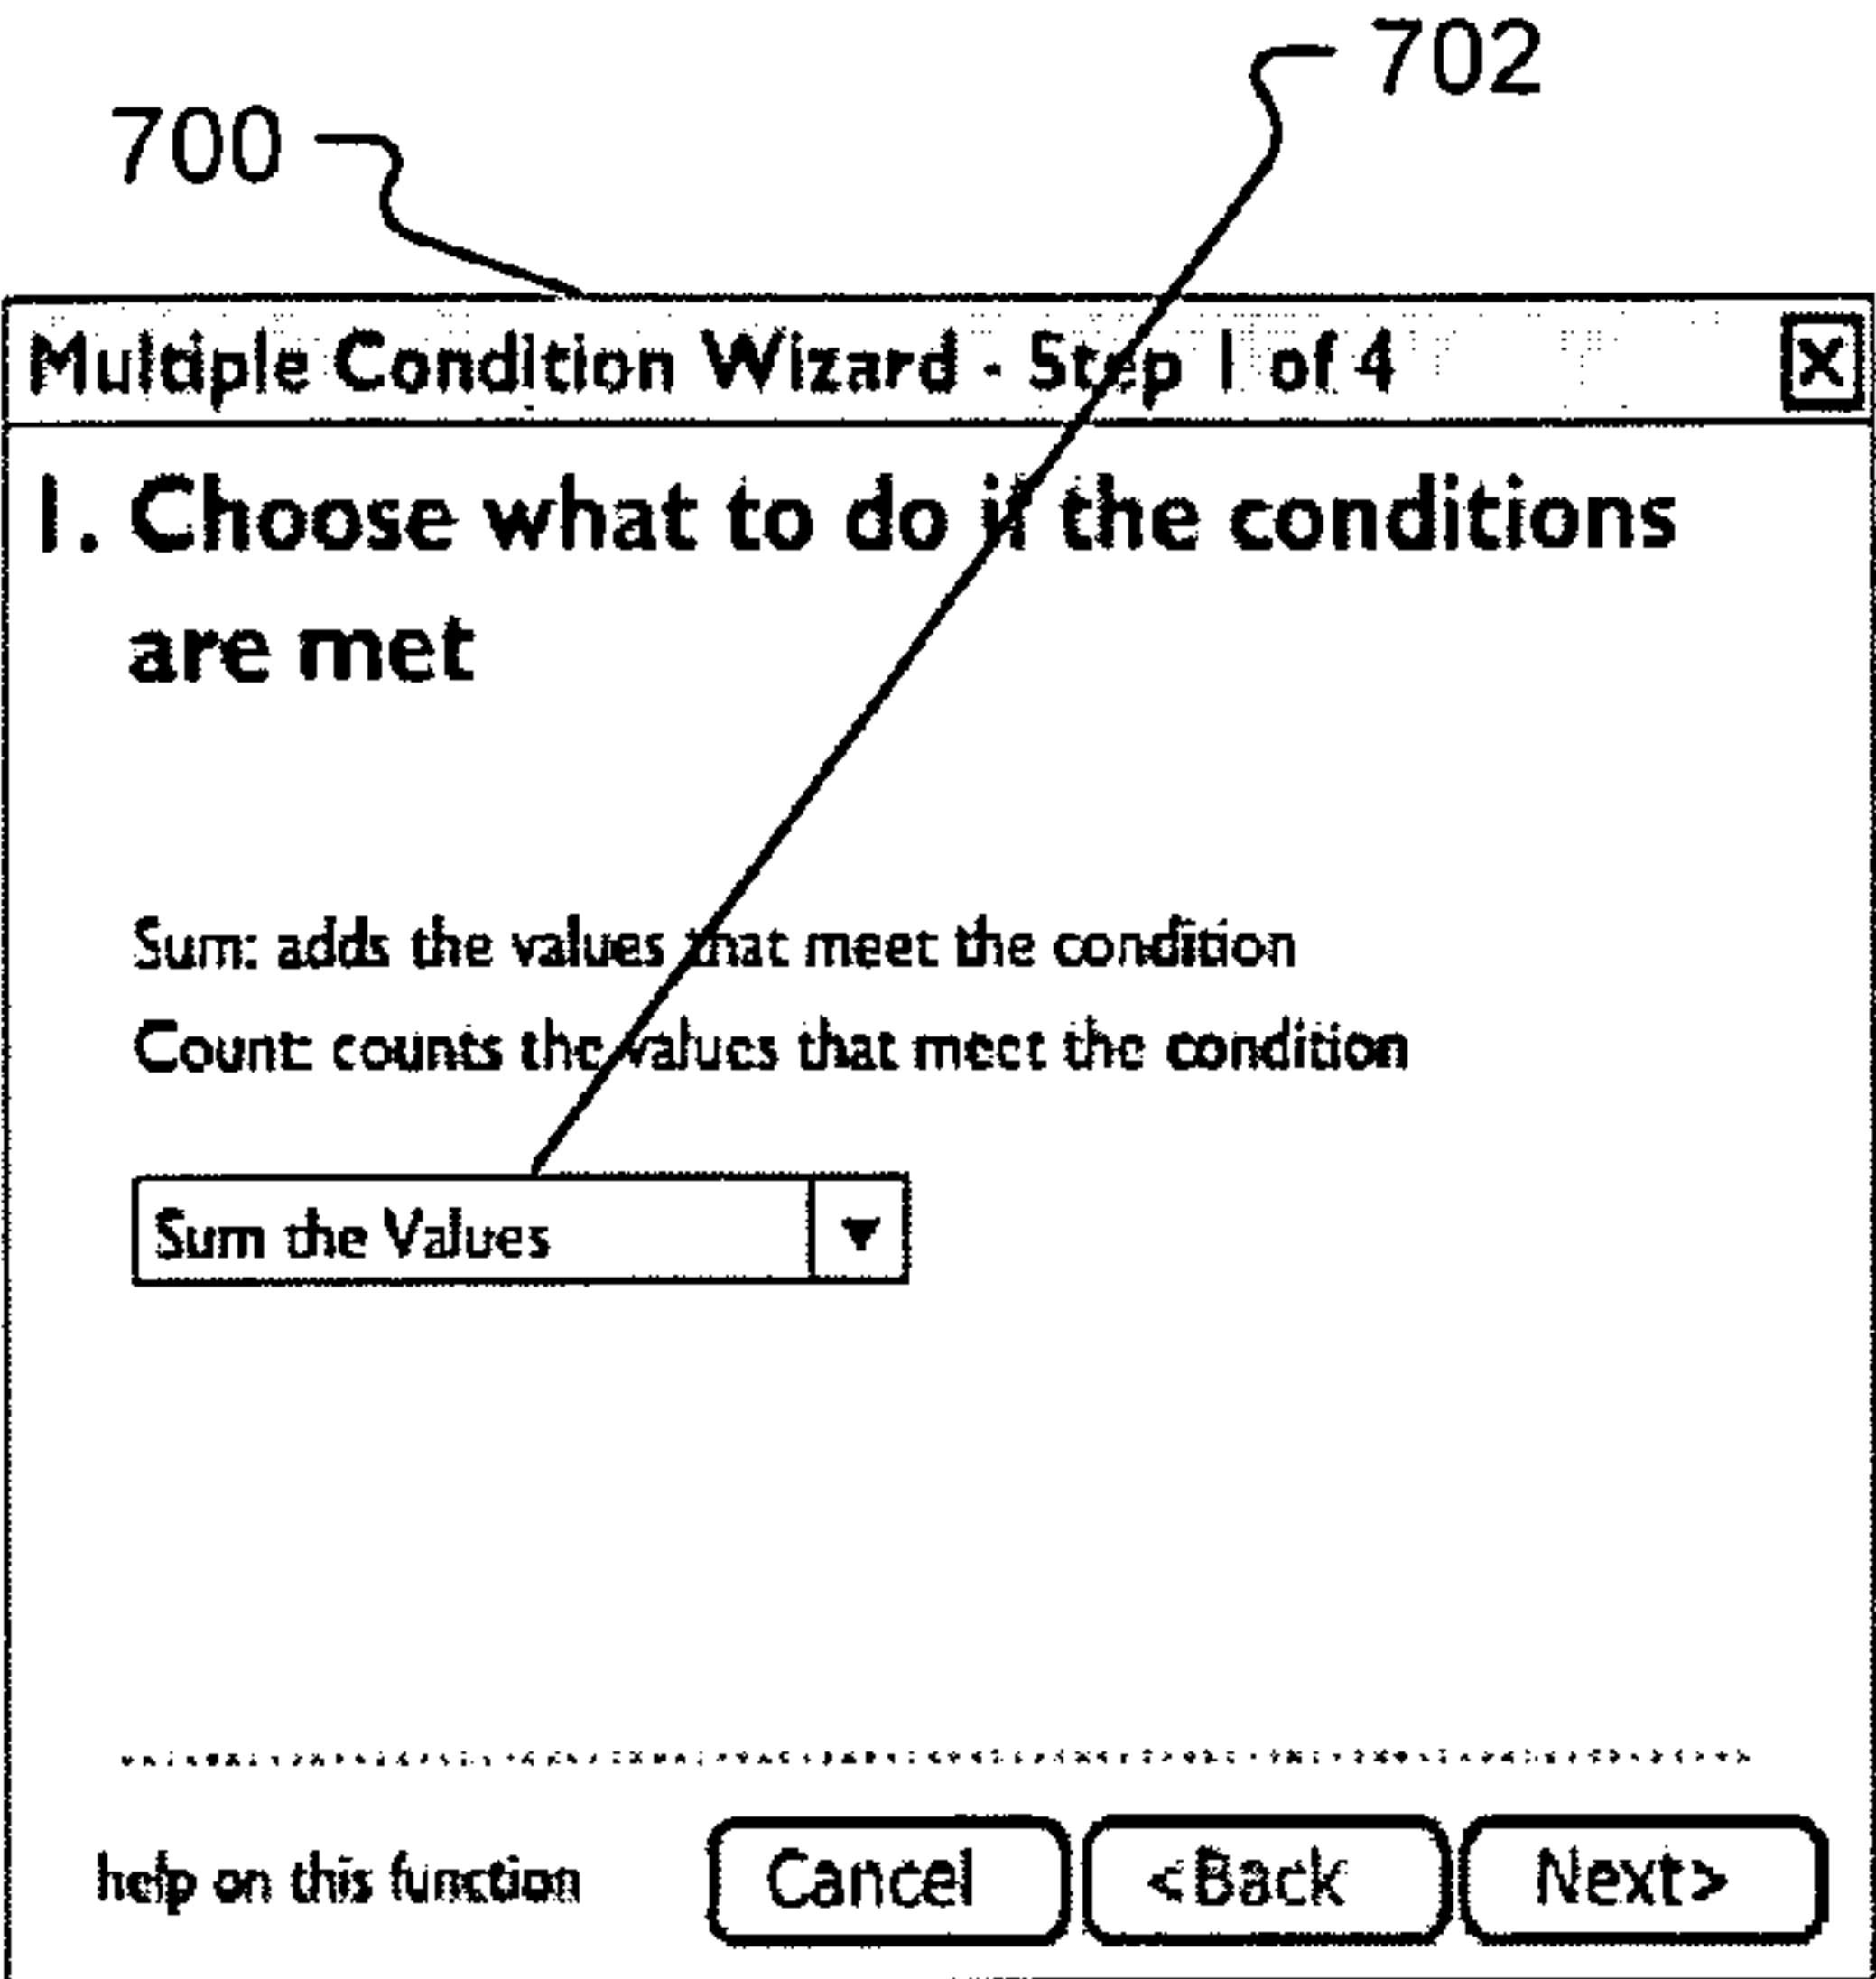 702
700
Multiple Condition Wizard - Step 1 of 4 X
1. Choose what to do if the conditions
are met
Sum: adds the values that meet the condition
Count: counts the values that meet the condition
Sum the Values
help on this function Cancel <Back Next>